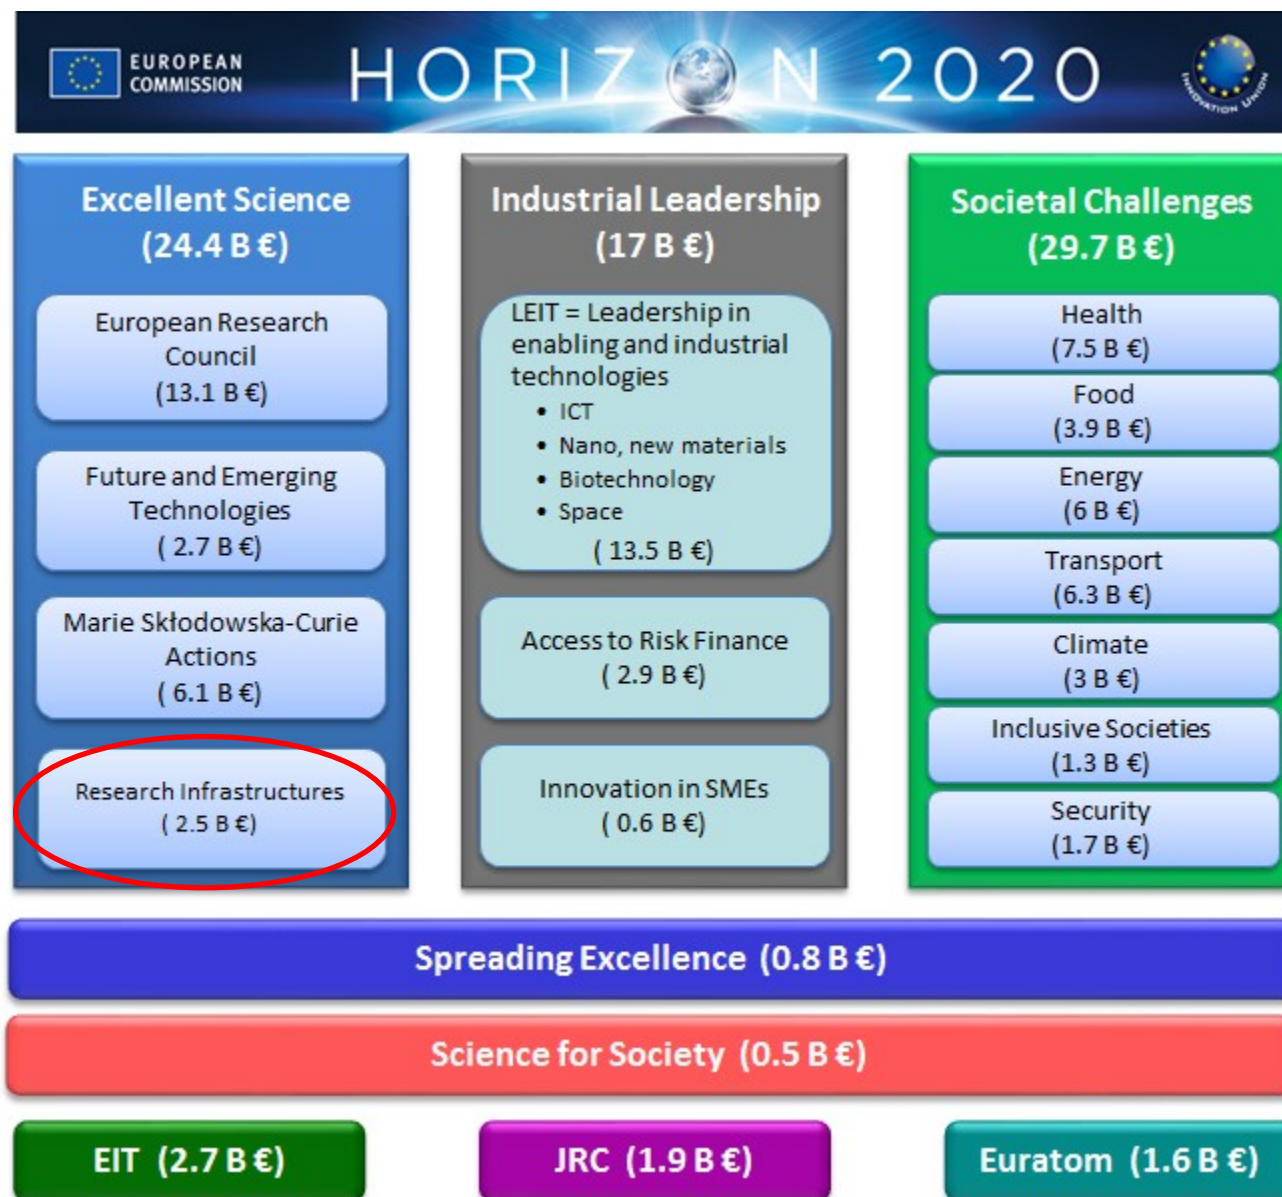 EUROPEAN
COMMISSION
HORIZON 2020
INNOVATION UNION
Excellent Science
(24.4 B €)
European Research
Council
(13.1 B €)
Future and Emerging
Technologies
( 2.7 B €)
Marie Skłodowska-Curie
Actions
( 6.1 B €)
Research Infrastructures
( 2.5 B €)
Industrial Leadership
(17 B €)
LEIT = Leadership in
enabling and industrial
technologies
• ICT
• Nano, new materials
• Biotechnology
• Space
( 13.5 B €)
Access to Risk Finance
( 2.9 B €)
Innovation in SMEs
( 0.6 B €)
Societal Challenges
(29.7 B €)
Health
(7.5 B €)
Food
(3.9 B €)
Energy
(6 B €)
Transport
(6.3 B €)
Climate
(3 B €)
Inclusive Societies
(1.3 B €)
Security
(1.7 B €)
Spreading Excellence (0.8 B €)
Science for Society (0.5 B €)
EIT (2.7 B €)
JRC (1.9 B €)
Euratom (1.6 B €)